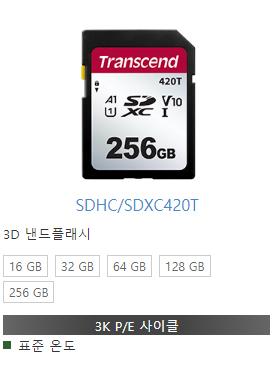 Transcend
420T
A1 SD XC V10
1 I
256GB
SDHC/SDXC420T
3D 낸드플래시
16 GB 32 GB 64 GB 128 GB
256 GB
3K P/E 사이클
표준 온도